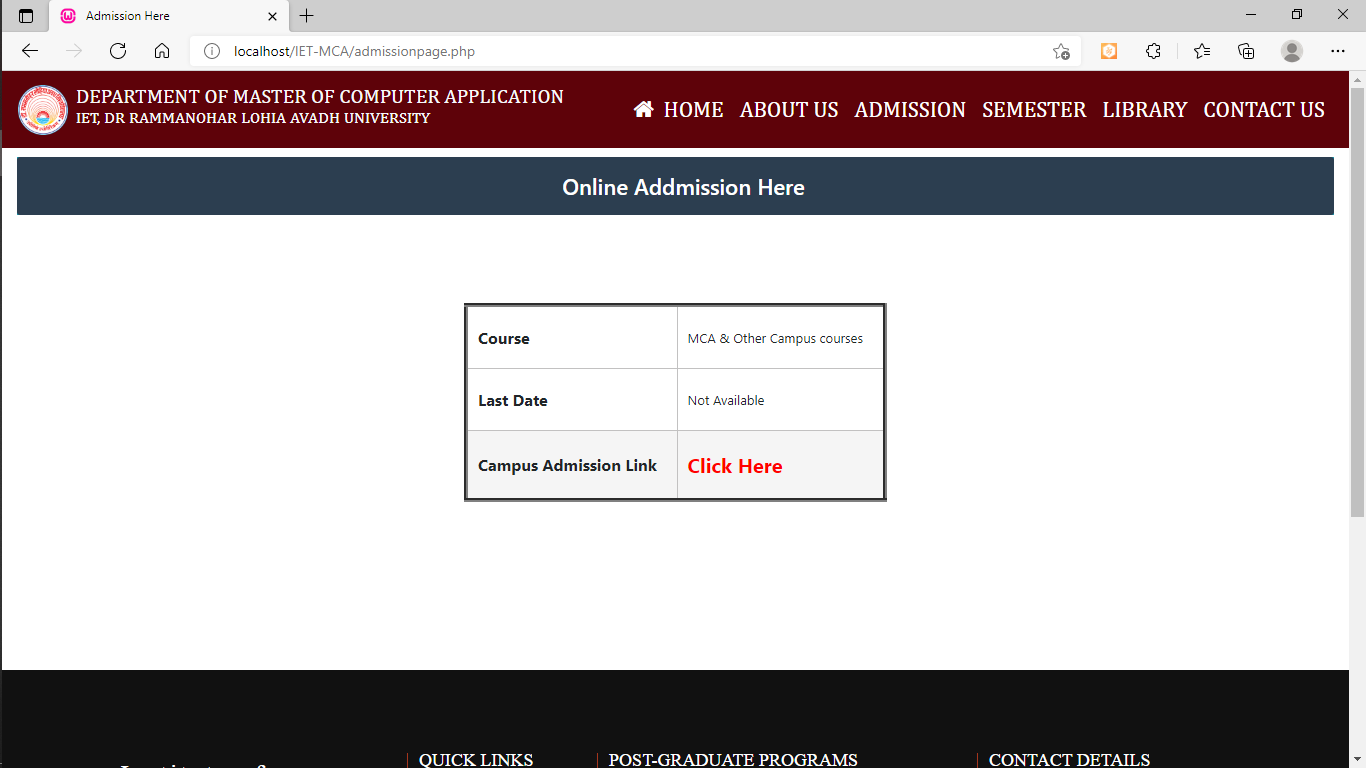 Admission Here
localhost/IET-MCA/admissionpage.php
DEPARTMENT OF MASTER OF COMPUTER APPLICATION
IET, DR RAMMANOHAR LOHIA AVADH UNIVERSITY
HOME ABOUT US ADMISSION SEMESTER LIBRARY CONTACT US
Online Addmission Here
Course MCA & Other Campus courses
Last Date Not Available
Campus Admission Link Click Here
QUICK LINKS POST-GRADUATE PROGRAMS CONTACT DETAILS